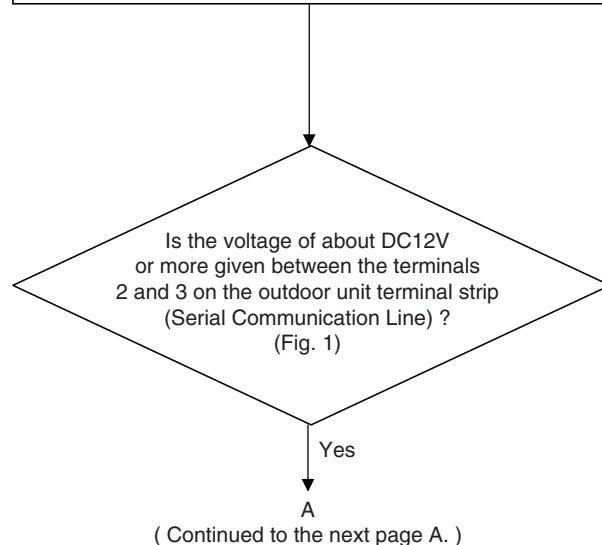 Is the voltage of about DC12V
or more given between the terminals
2 and 3 on the outdoor unit terminal strip
(Serial Communication Line) ?
(Fig. 1)
Yes
A
( Continued to the next page A. )